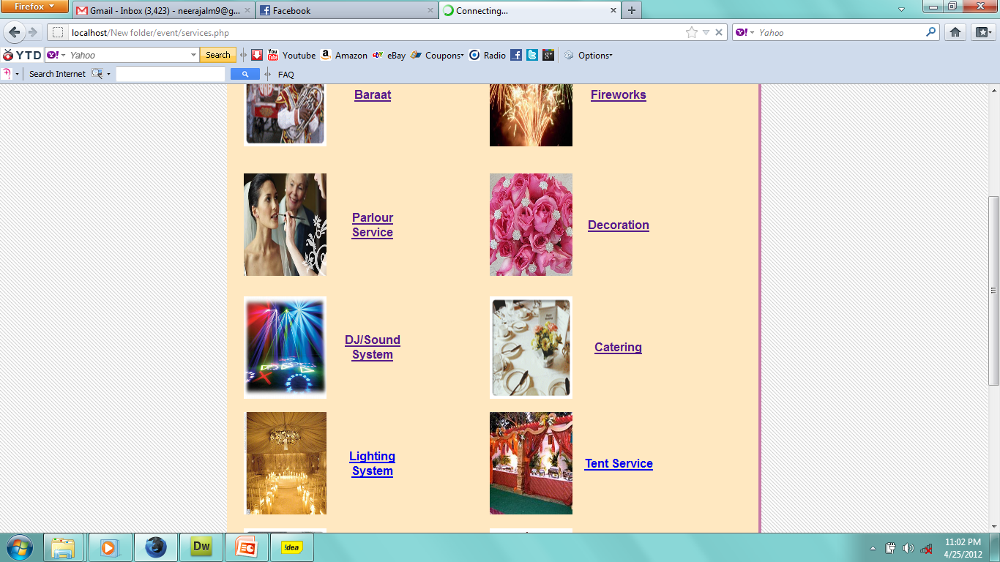 Firefox
Gmail - Inbox (3,423) - neerajalm9@g...
Facebook
Connecting...
localhost/New folder/event/services.php
Yahoo
YTD
Yahoo
Search
Youtube
Amazon
eBay
Coupons
Radio
Options
Search Internet
FAQ
Baraat
Fireworks
Parlour
Service
Decoration
DJ/Sound
System
Catering
Lighting
System
Tent Service
Dw
!dea
11:02 PM
4/25/2012